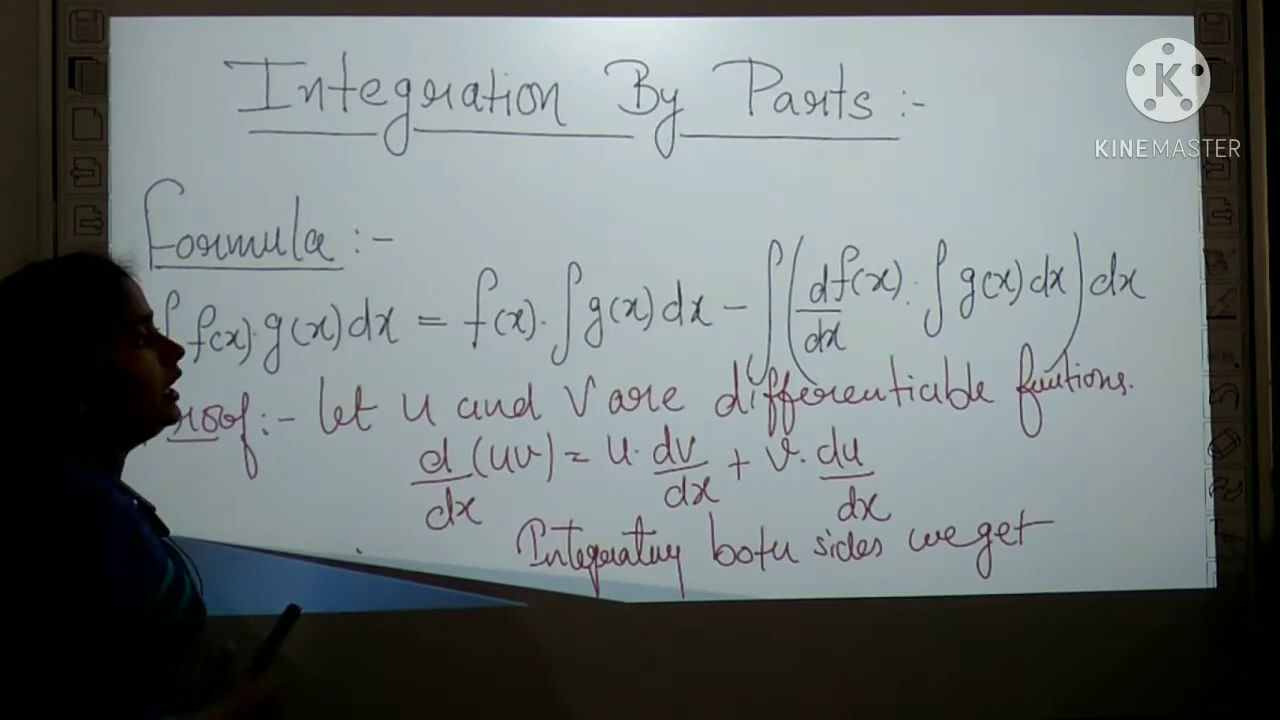 Integration By Parts :-
KINEMASTER
Formula :-
∫ f(x)· g(x) dx = f(x)· ∫ g(x) dx - ∫ ( d/dx f(x)· ∫ g(x) dx ) dx
roof :- let u and v are differentiable funtions.
d/dx (uv) = u· dv/dx + v· du/dx
Integrating both sides we get